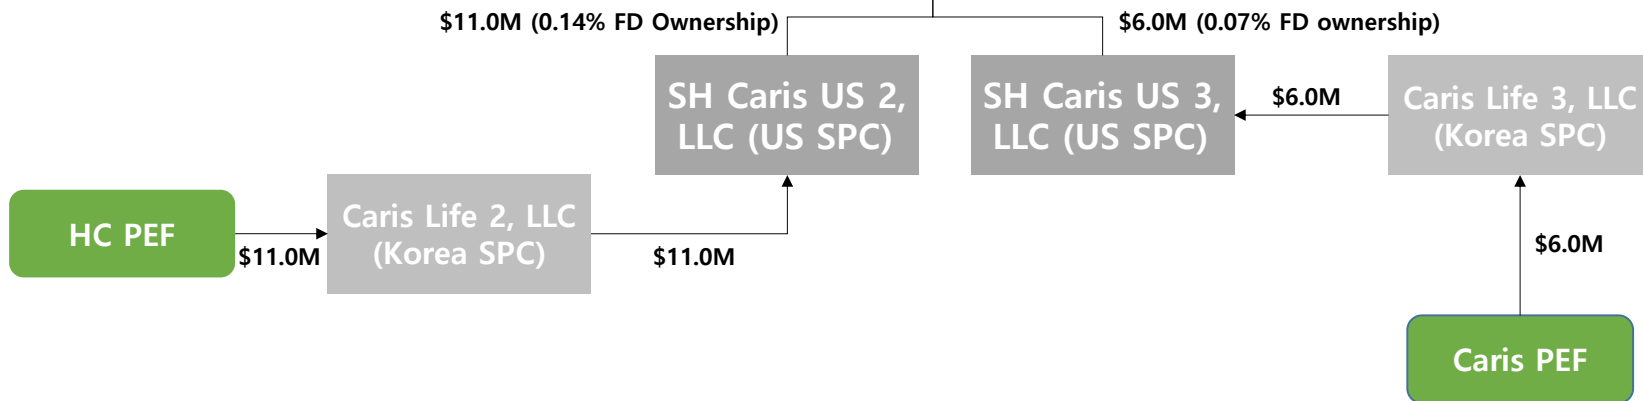 $11.0M (0.14% FD Ownership)
$6.0M (0.07% FD ownership)
SH Caris US 2,
LLC (US SPC)
SH Caris US 3,
LLC (US SPC)
$6.0M
Caris Life 3, LLC
(Korea SPC)
HC PEF
$11.0M
Caris Life 2, LLC
(Korea SPC)
$11.0M
$6.0M
Caris PEF